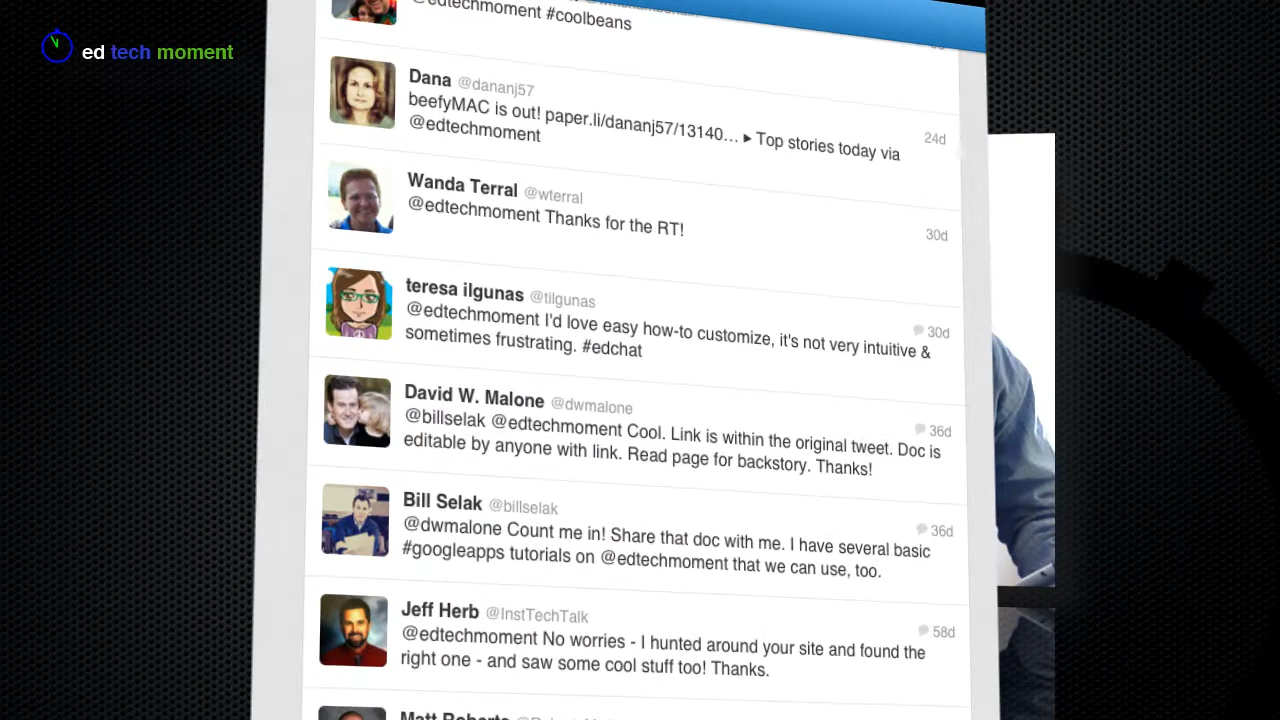 @edtechmoment #coolbeans
ed tech moment
Dana @dananj57
beefyMAC is out! paper.li/dananj57/13140… ▸ Top stories today via
@edtechmoment
24d
Wanda Terral @wterral
@edtechmoment Thanks for the RT!
30d
teresa ilgunas @tilgunas
@edtechmoment I'd love easy how-to customize, it's not very intuitive &
sometimes frustrating. #edchat
30d
David W. Malone @dwmalone
@billselak @edtechmoment Cool. Link is within the original tweet. Doc is
editable by anyone with link. Read page for backstory. Thanks!
36d
Bill Selak @billselak
@dwmalone Count me in! Share that doc with me. I have several basic
#googleapps tutorials on @edtechmoment that we can use, too.
36d
Jeff Herb @InstTechTalk
@edtechmoment No worries - I hunted around your site and found the
right one - and saw some cool stuff too! Thanks.
58d
Matt Roberts